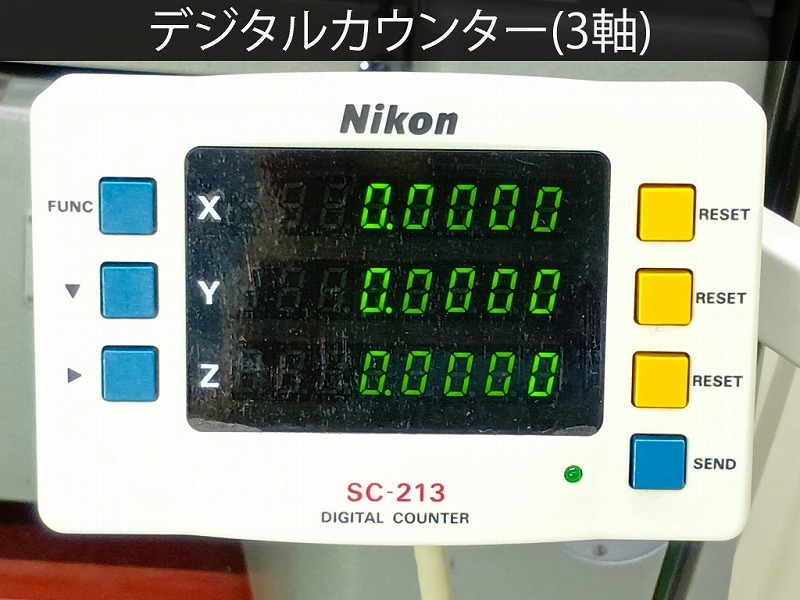 デジタルカウンター(3軸)
Nikon
FUNC
X 0.0000 RESET
▼ Y 0.0000 RESET
▶ Z 0.0000 RESET
SEND
SC-213
DIGITAL COUNTER